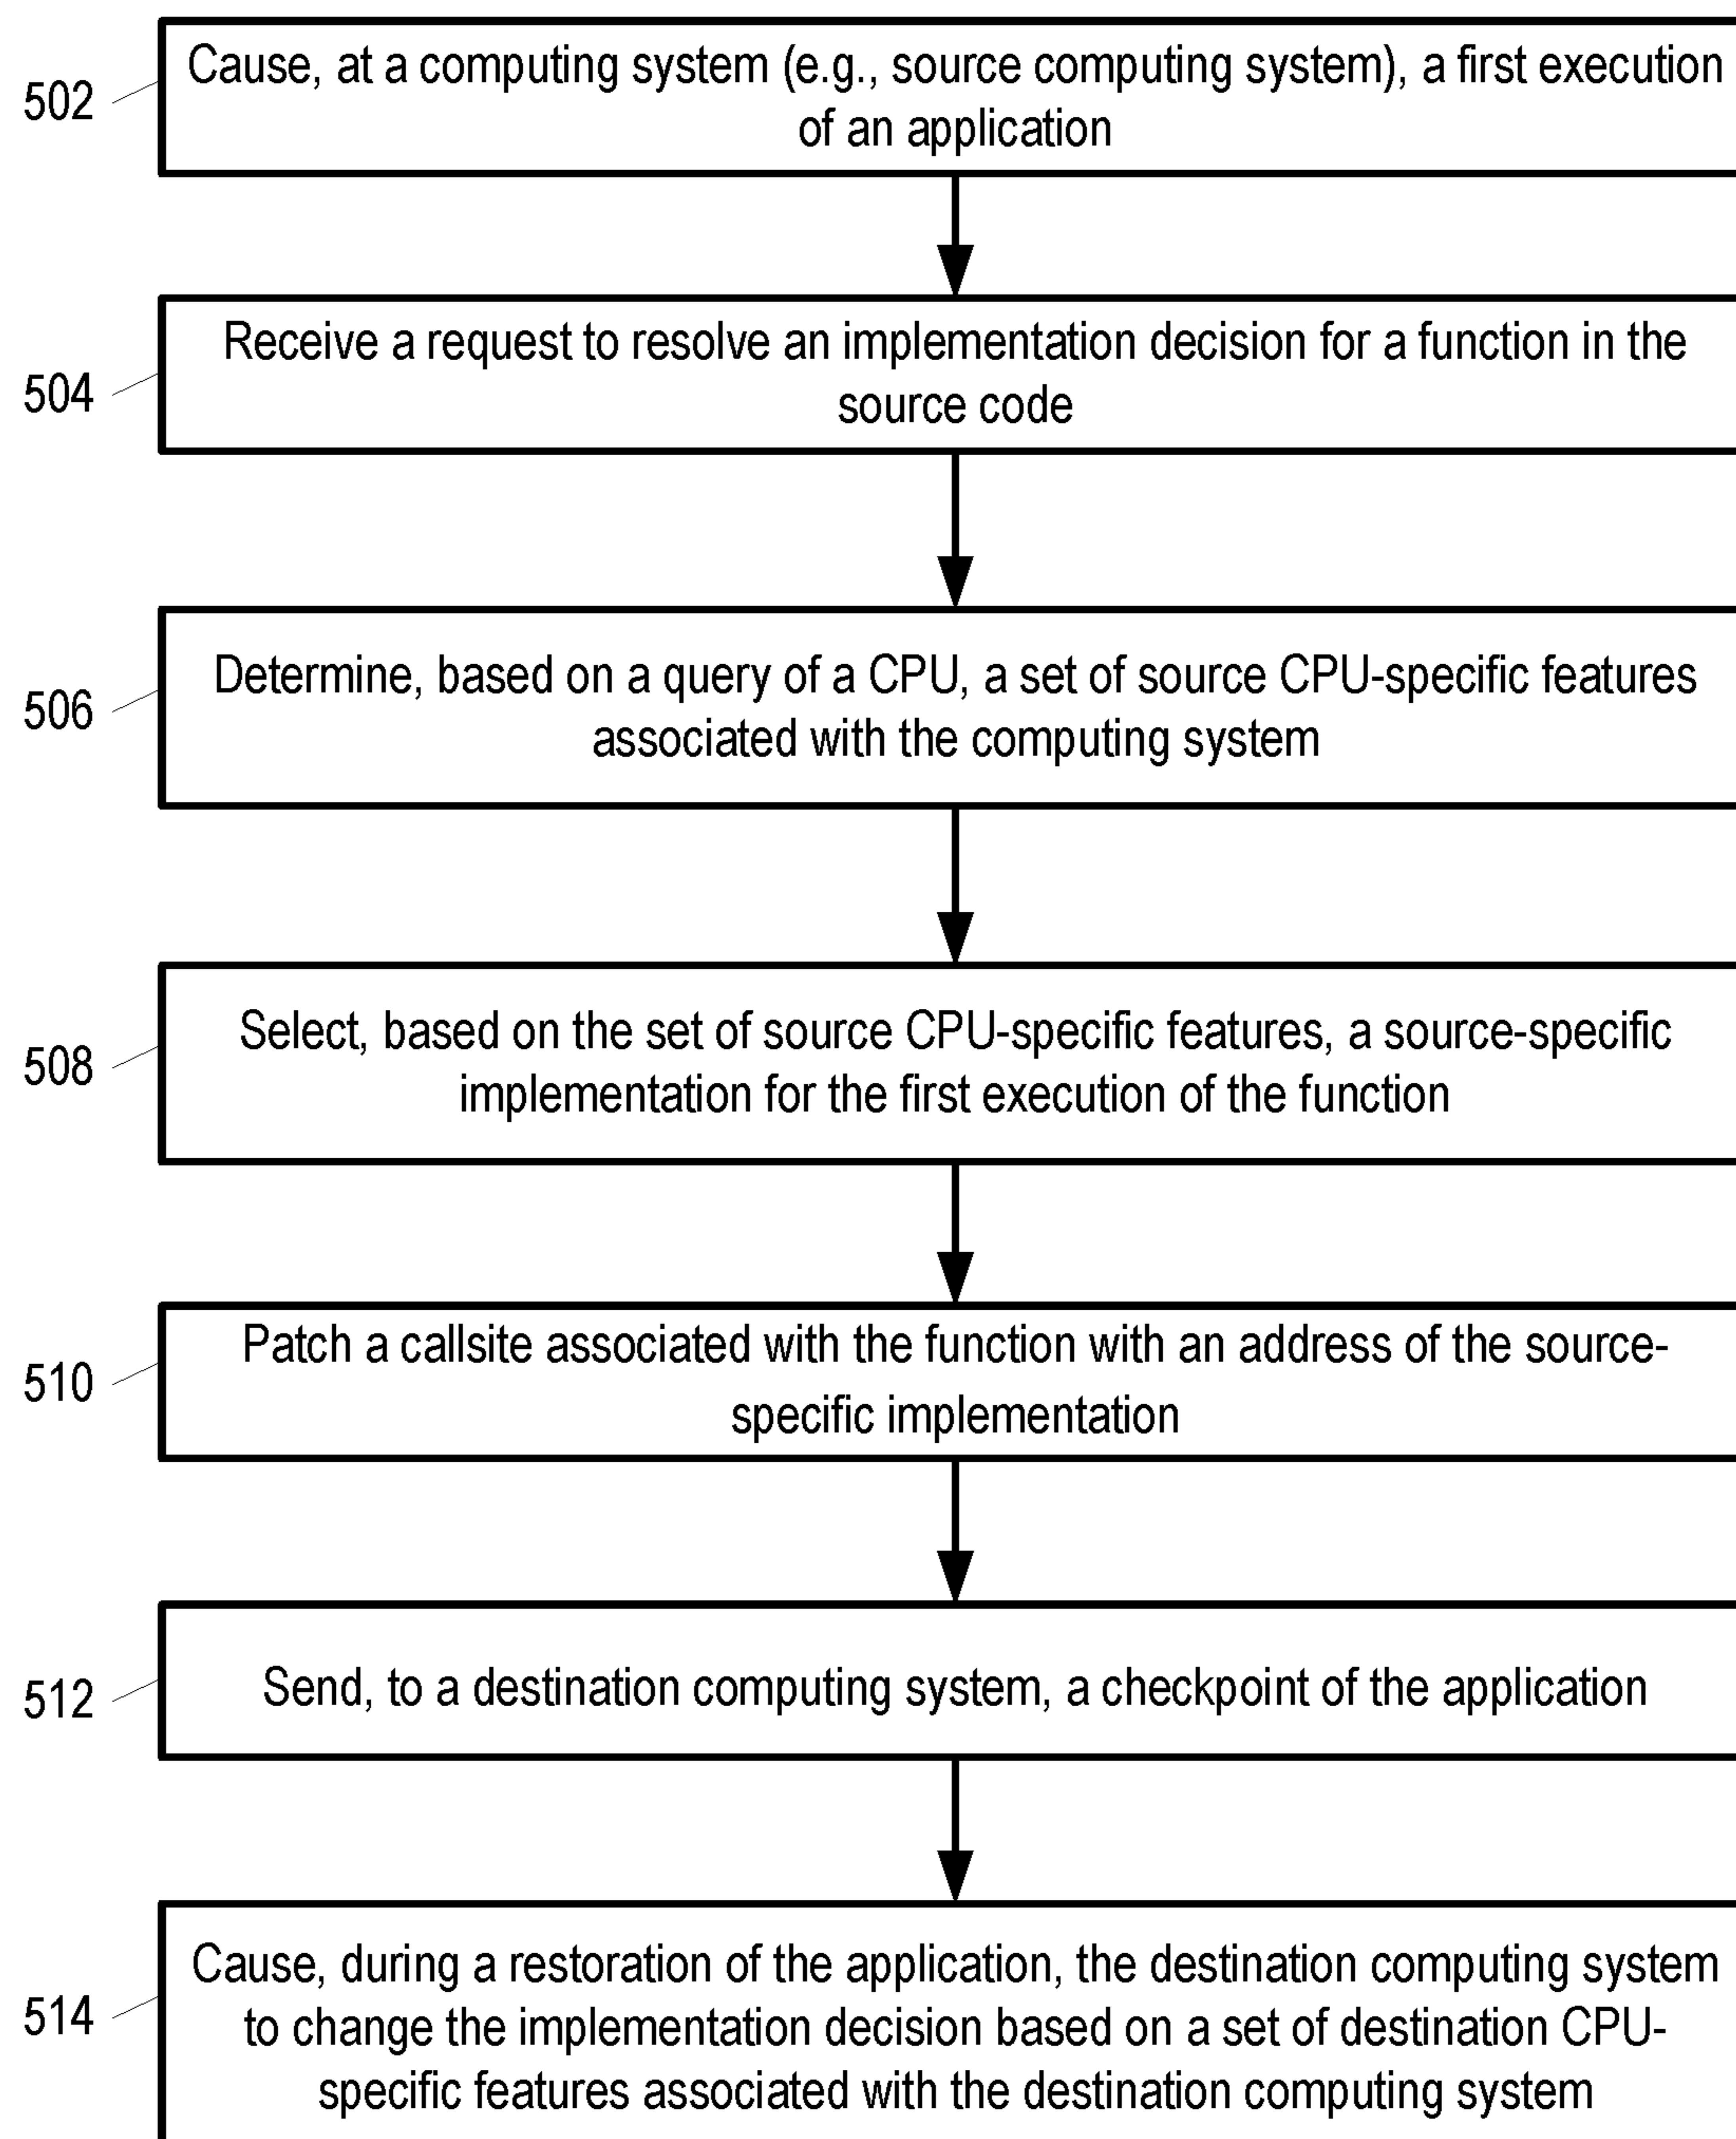 502
Cause, at a computing system (e.g., source computing system), a first execution
of an application
504
Receive a request to resolve an implementation decision for a function in the
source code
506
Determine, based on a query of a CPU, a set of source CPU-specific features
associated with the computing system
508
Select, based on the set of source CPU-specific features, a source-specific
implementation for the first execution of the function
510
Patch a callsite associated with the function with an address of the source-
specific implementation
512
Send, to a destination computing system, a checkpoint of the application
514
Cause, during a restoration of the application, the destination computing system
to change the implementation decision based on a set of destination CPU-
specific features associated with the destination computing system